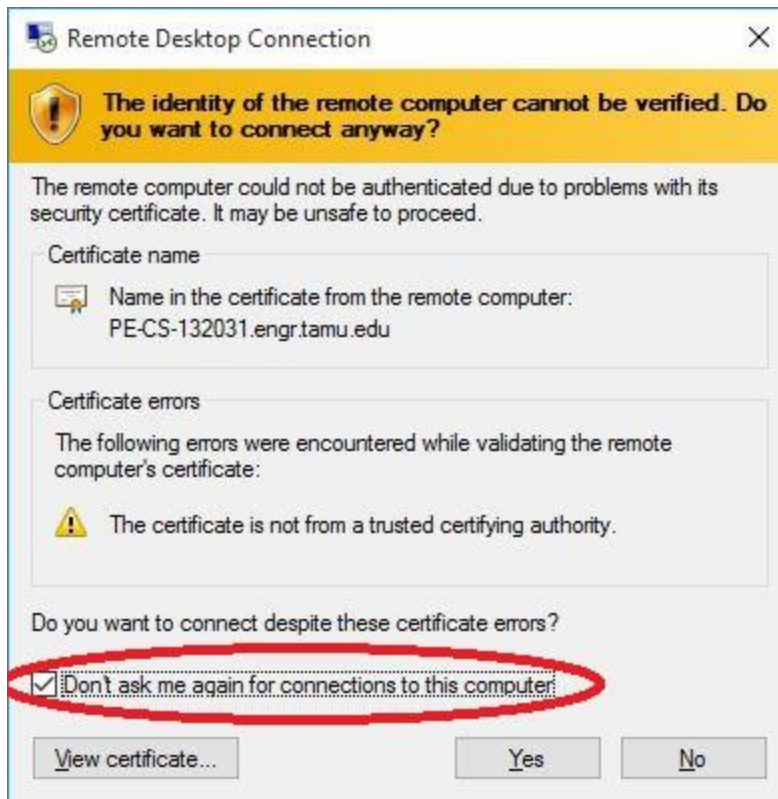 Remote Desktop Connection
The identity of the remote computer cannot be verified. Do
you want to connect anyway?
The remote computer could not be authenticated due to problems with its
security certificate. It may be unsafe to proceed.
Certificate name
Name in the certificate from the remote computer:
PE-CS-132031.engr.tamu.edu
Certificate errors
The following errors were encountered while validating the remote
computer's certificate:
The certificate is not from a trusted certifying authority.
Do you want to connect despite these certificate errors?
Don't ask me again for connections to this computer
View certificate...
Yes
No